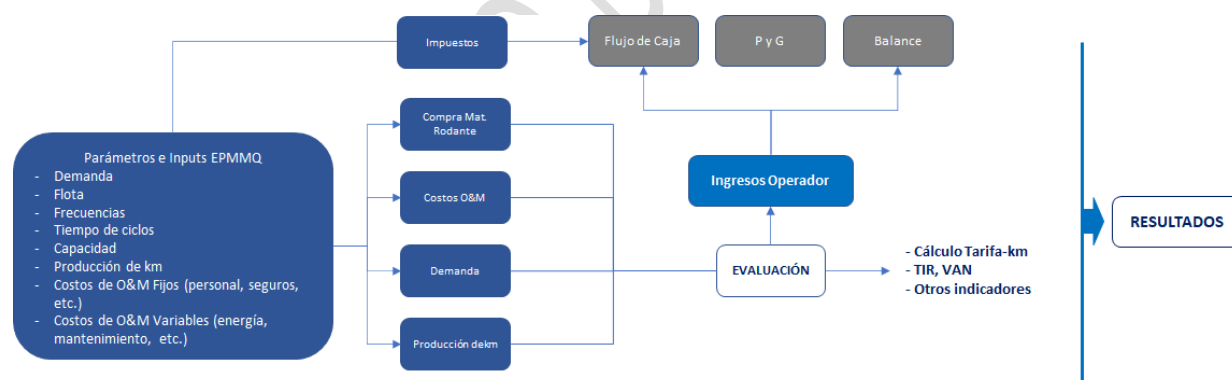 Impuestos
Flujo de Caja
P y G
Balance
Compra Mat.
Rodante
Parámetros e Inputs EPMMQ
- Demanda
- Flota
- Frecuencias
- Tiempo de ciclos
- Capacidad
- Producción de km
- Costos de O&M Fijos (personal, seguros,
etc.)
- Costos de O&M Variables (energía,
mantenimiento, etc.)
Costos O&M
Demanda
Producción dekm
Ingresos Operador
EVALUACIÓN
- Cálculo Tarifa-km
- TIR, VAN
- Otros indicadores
RESULTADOS